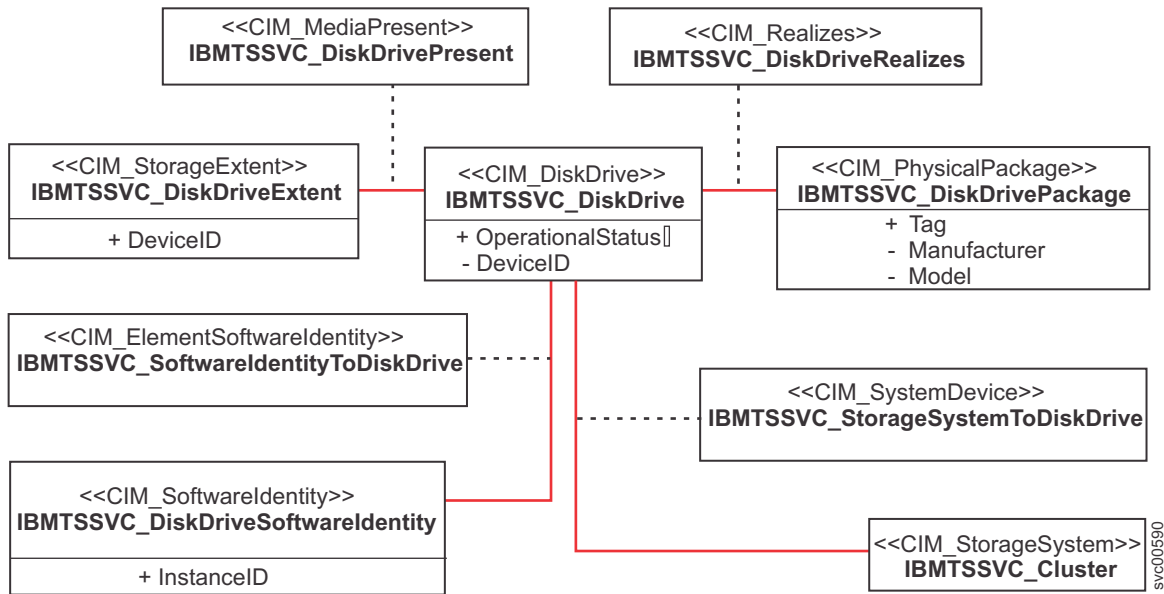 <<CIM_MediaPresent>>
IBMTSSVC_DiskDrivePresent
<<CIM_Realizes>>
IBMTSSVC_DiskDriveRealizes
<<CIM_StorageExtent>>
IBMTSSVC_DiskDriveExtent
+ DeviceID
<<CIM_DiskDrive>>
IBMTSSVC_DiskDrive
+ OperationalStatus[]
- DeviceID
<<CIM_PhysicalPackage>>
IBMTSSVC_DiskDrivePackage
+ Tag
- Manufacturer
- Model
<<CIM_ElementSoftwareIdentity>>
IBMTSSVC_SoftwareIdentityToDiskDrive
<<CIM_SystemDevice>>
IBMTSSVC_StorageSystemToDiskDrive
<<CIM_SoftwareIdentity>>
IBMTSSVC_DiskDriveSoftwareIdentity
+ InstanceID
<<CIM_StorageSystem>>
IBMTSSVC_Cluster
svc00590